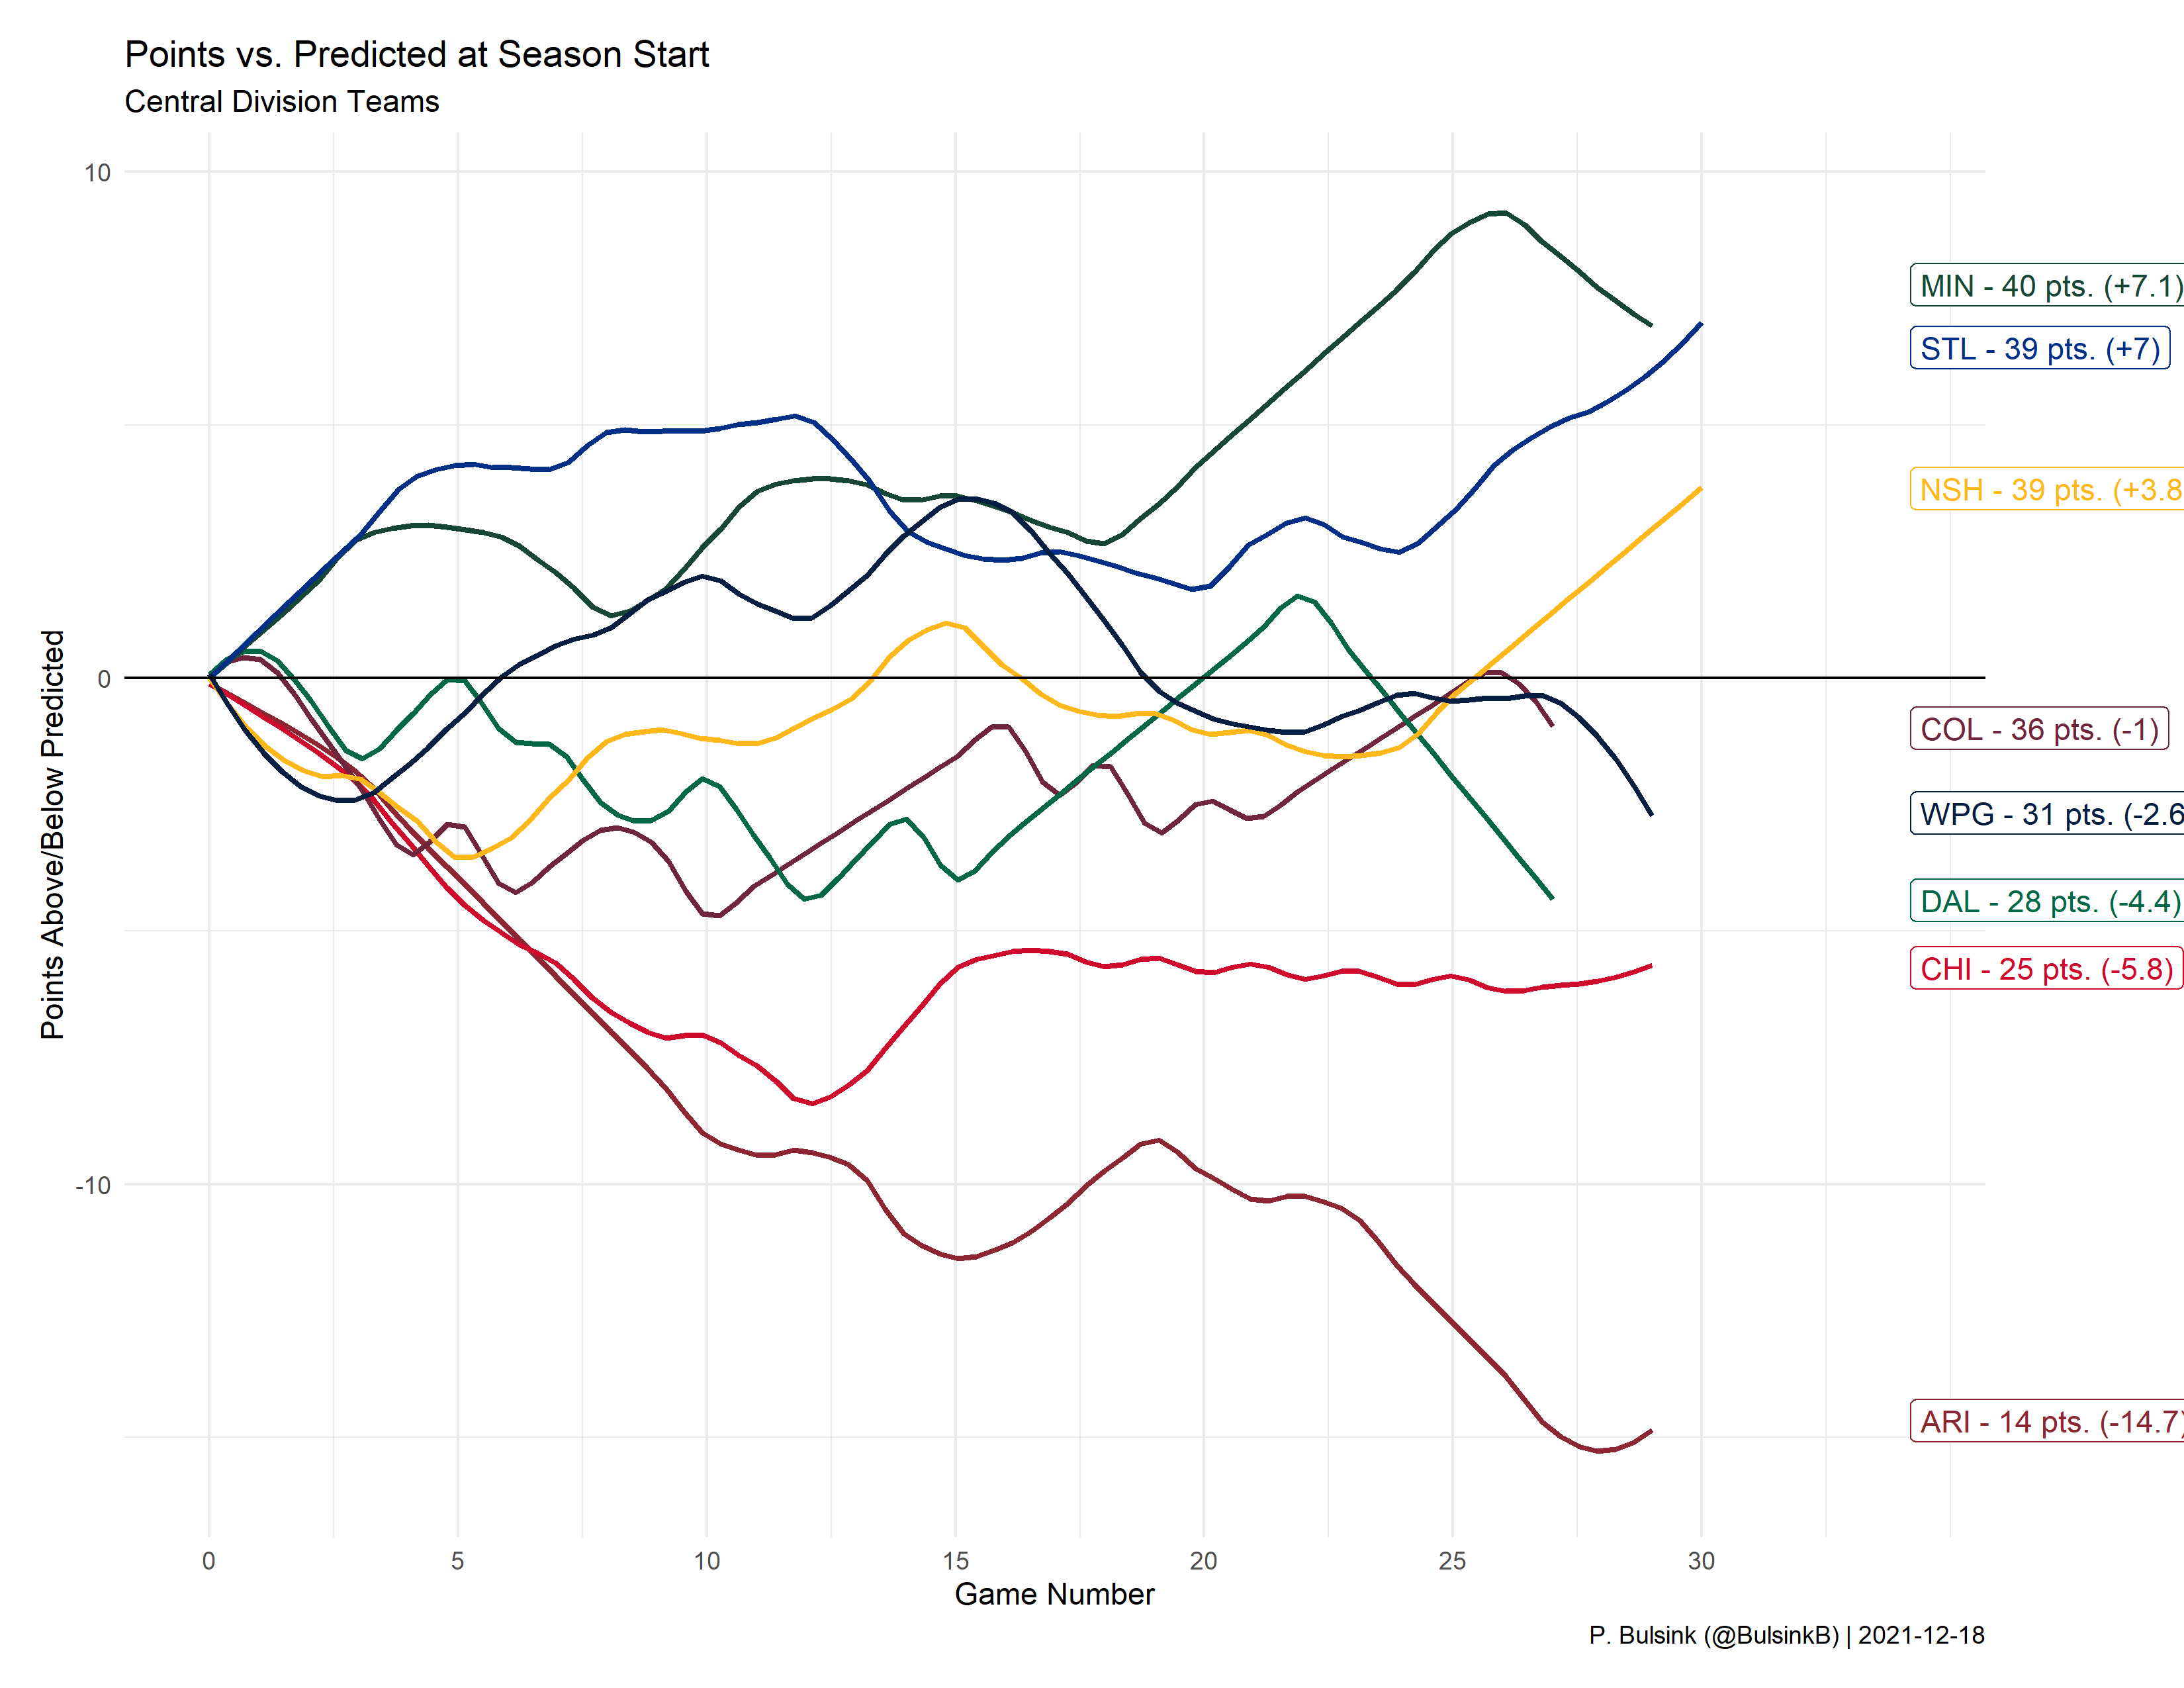 Points vs. Predicted at Season Start
Central Division Teams
Points Above/Below Predicted
10
0
-10
MIN - 40 pts. (+7.1)
STL - 39 pts. (+7)
NSH - 39 pts. (+3.8
COL - 36 pts. (-1)
WPG - 31 pts. (-2.6
DAL - 28 pts. (-4.4)
CHI - 25 pts. (-5.8)
ARI - 14 pts. (-14.7)
0 5 10 15 20 25 30
Game Number
P. Bulsink (@BulsinkB) | 2021-12-18